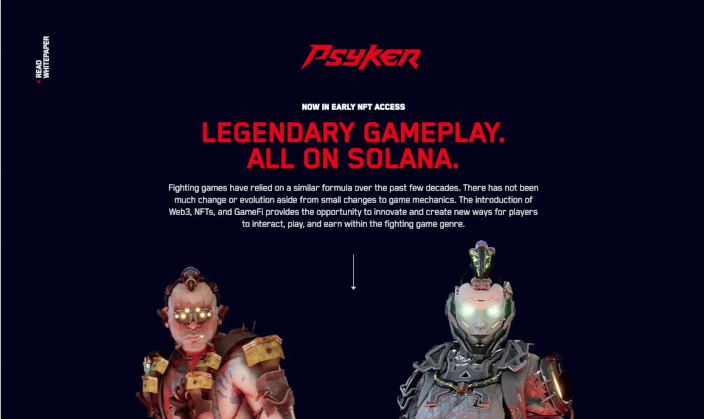 READ
WHITEPAPER
PSYKER
NOW IN EARLY NFT ACCESS
LEGENDARY GAMEPLAY.
ALL ON SOLANA.
Fighting games have relied on a similar formula over the past few decades. There has not been
much change or evolution aside from small changes to game mechanics. The introduction of
Web3, NFTs, and GameFi provides the opportunity to innovate and create new ways for players
to interact, play, and earn within the fighting game genre.